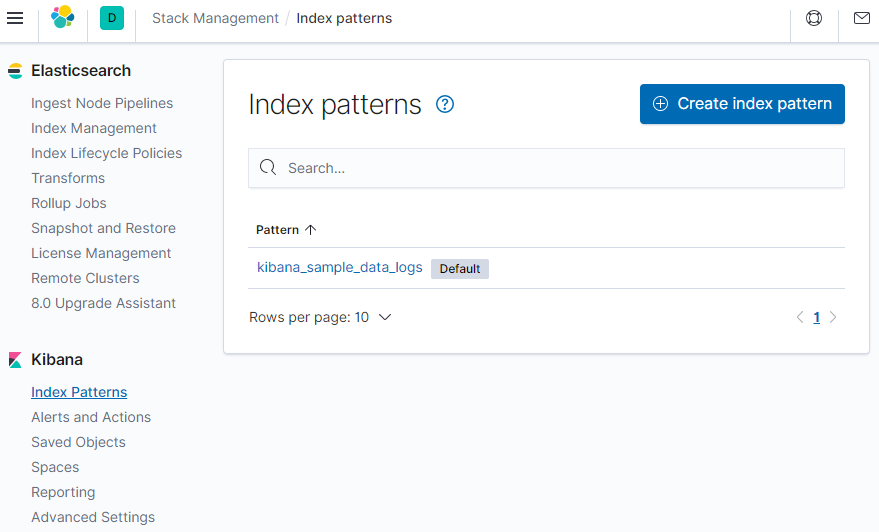 D Stack Management / Index patterns
Elasticsearch
Ingest Node Pipelines
Index Management
Index Lifecycle Policies
Transforms
Rollup Jobs
Snapshot and Restore
License Management
Remote Clusters
8.0 Upgrade Assistant
Kibana
Index Patterns
Alerts and Actions
Saved Objects
Spaces
Reporting
Advanced Settings
Index patterns ?
Create index pattern
Search...
Pattern
kibana_sample_data_logs Default
Rows per page: 10
1